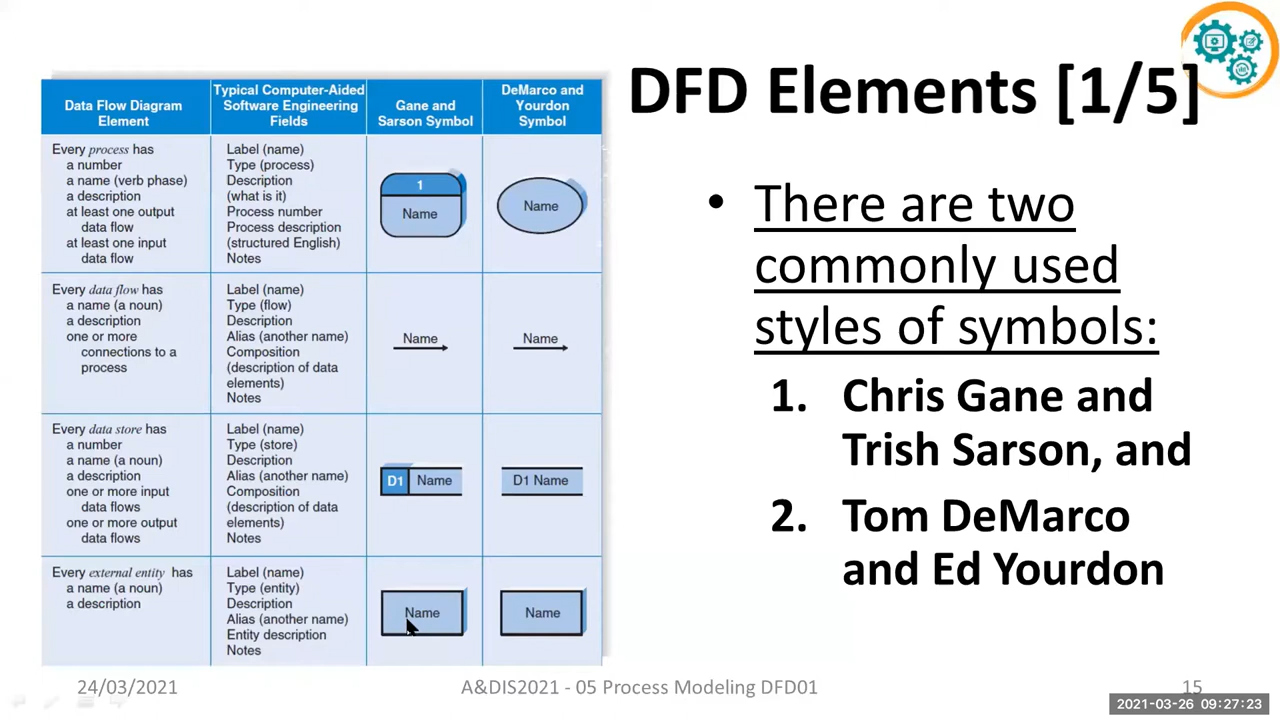 DFD Elements [1/5]
Data Flow Diagram
Element
Typical Computer-Aided
Software Engineering
Fields
Gane and
Sarson Symbol
DeMarco and
Yourdon
Symbol
Every process has
a number
a name (verb phase)
a description
at least one output
data flow
at least one input
data flow
Label (name)
Type (process)
Description
(what is it)
Process number
Process description
(structured English)
Notes
1
Name
Name
Every data flow has
a name (a noun)
a description
one or more
connections to a
process
Label (name)
Type (flow)
Description
Alias (another name)
Composition
(description of data
elements)
Notes
Name
Name
Every data store has
a number
a name (a noun)
a description
one or more input
data flows
one or more output
data flows
Label (name)
Type (store)
Description
Alias (another name)
Composition
(description of data
elements)
Notes
D1 Name
D1 Name
Every external entity has
a name (a noun)
a description
Label (name)
Type (entity)
Description
Alias (another name)
Entity description
Notes
Name
Name
• There are two
commonly used
styles of symbols:
1. Chris Gane and
Trish Sarson, and
2. Tom DeMarco
and Ed Yourdon
24/03/2021
A&DIS2021 - 05 Process Modeling DFD01
15
2021-03-26 09:27:23